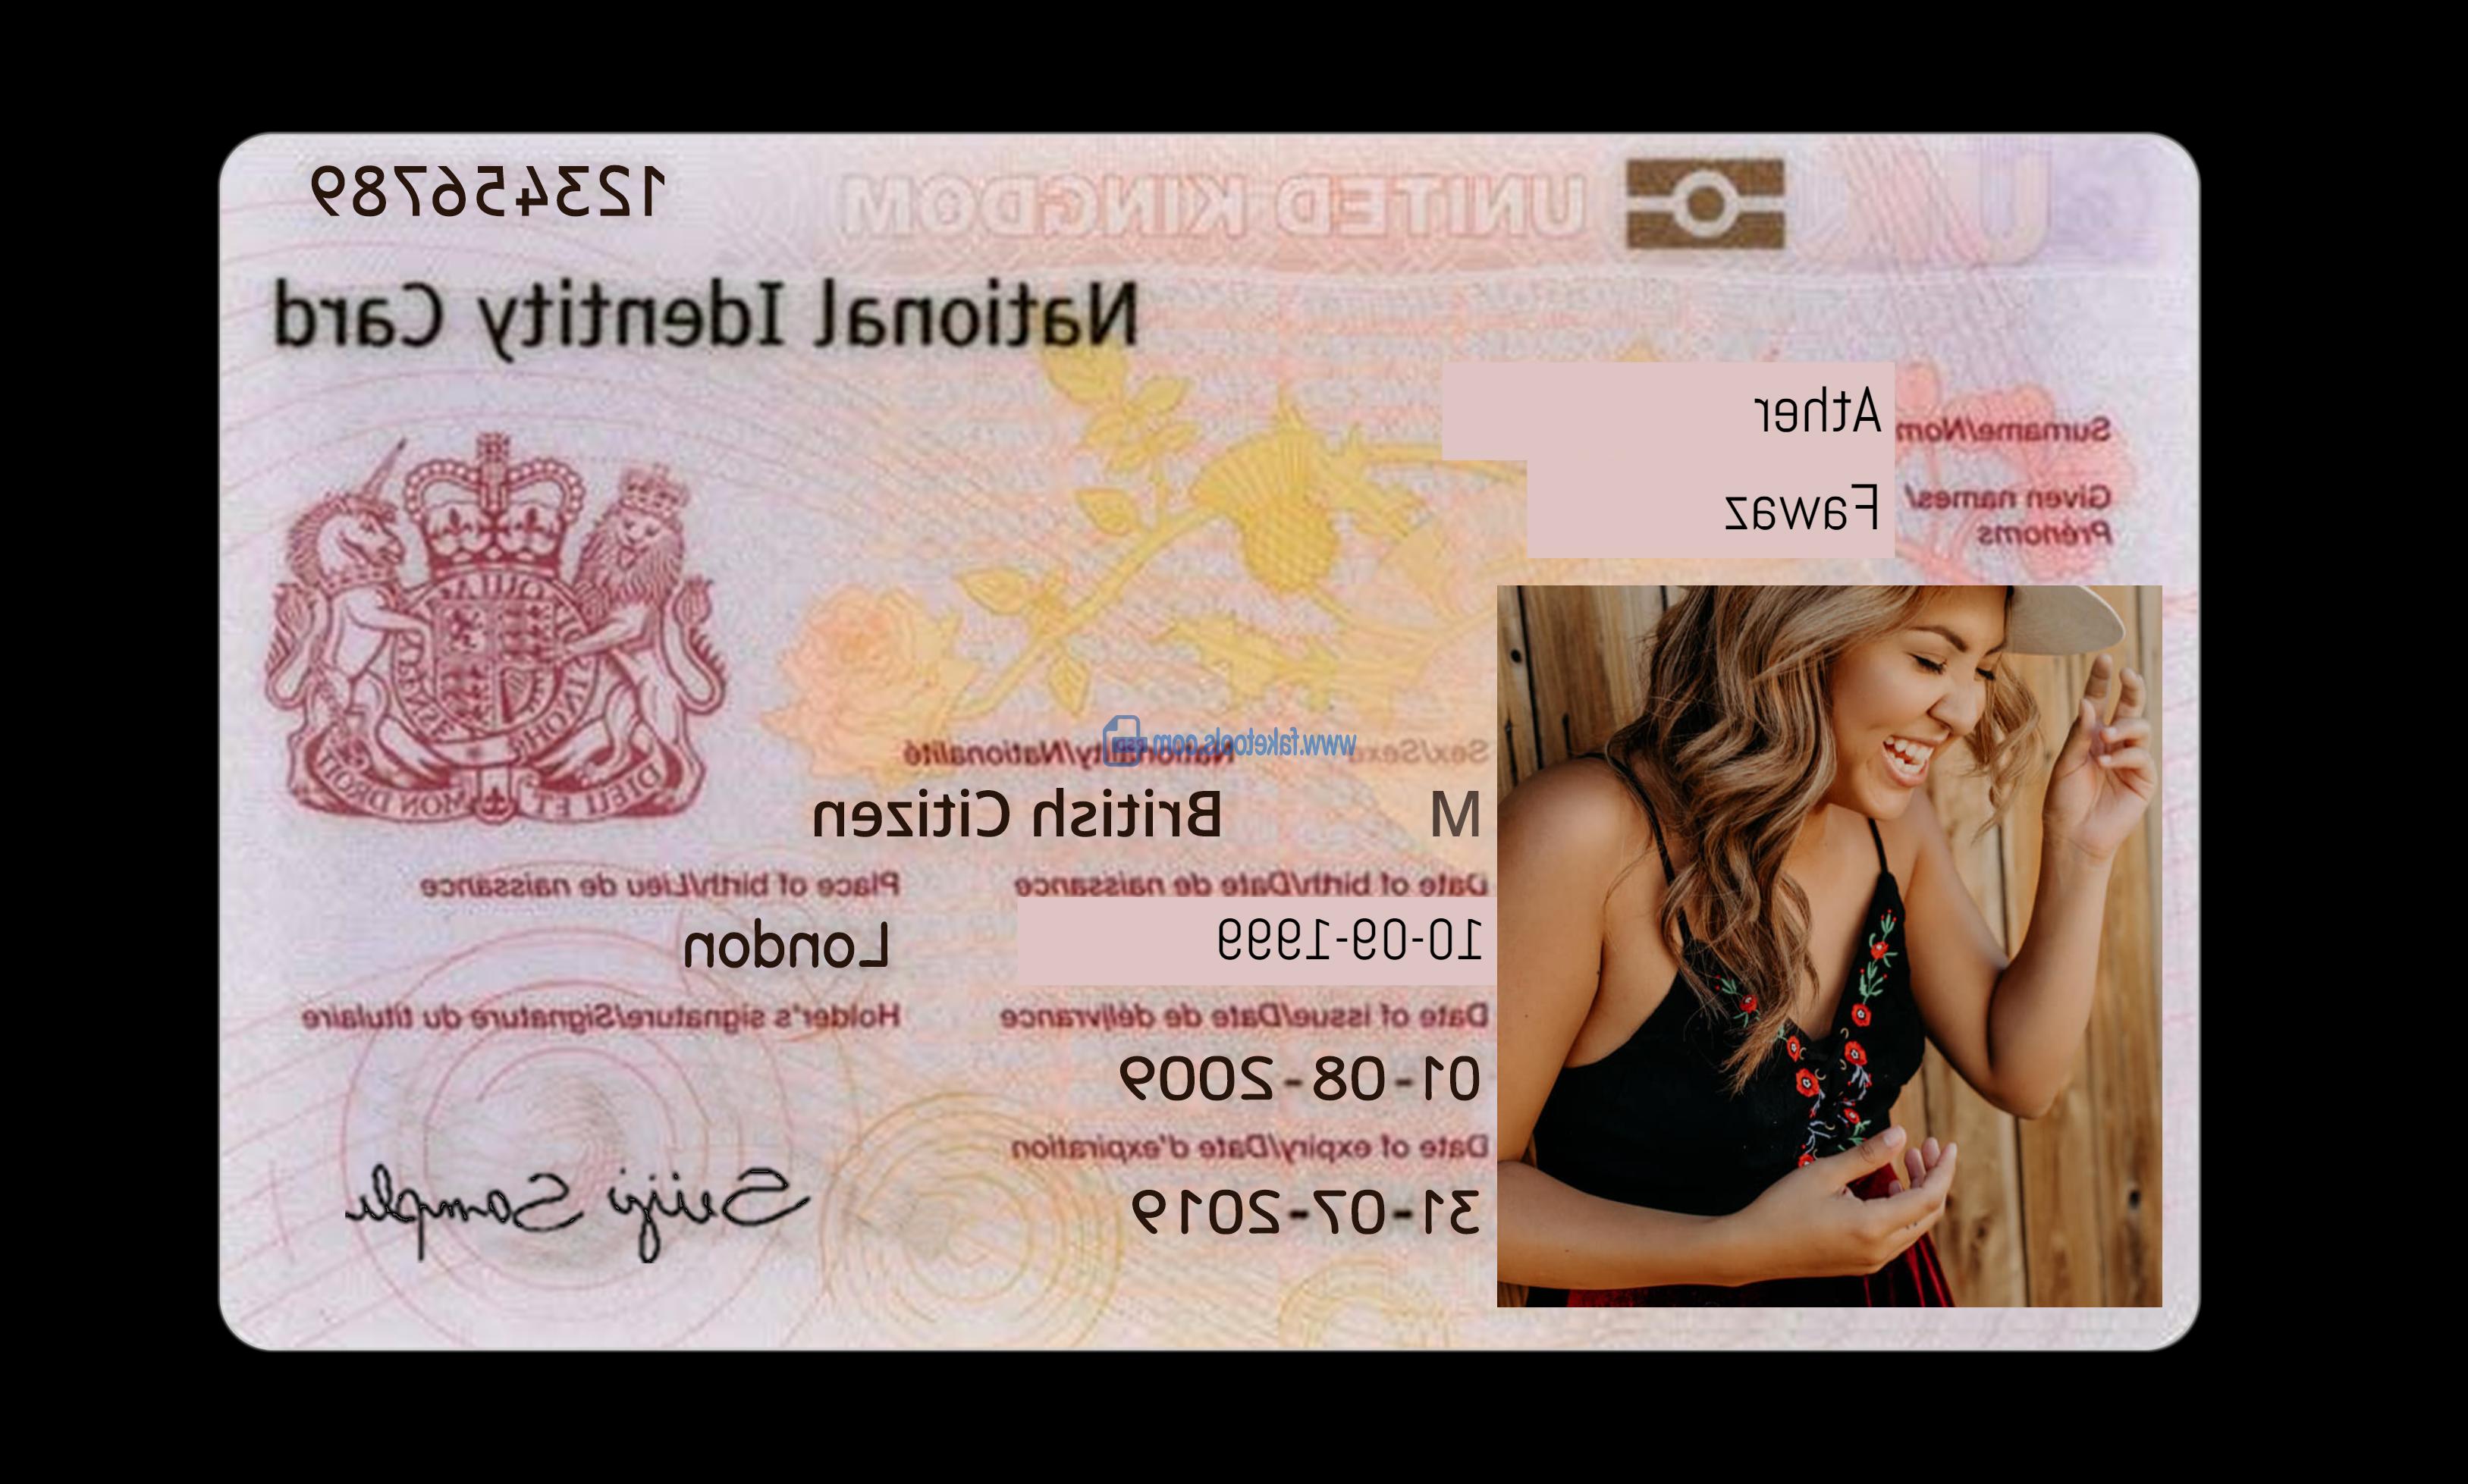 UNITED KINGDOM
123456789
National Identity Card
Surname/Nom
Ather
Given names/
Prénoms
Fawaz
Sex/Sexe
Nationality/Nationalité
www.faketools.com
M
British Citizen
Date of birth/Date de naissance
Place of birth/Lieu de naissance
10-09-1999
London
Date of issue/Date de délivrance
Holder's signature/Signature du titulaire
01-08-2009
Date of expiry/Date d'expiration
31-07-2019
DIEU ET MON DROIT